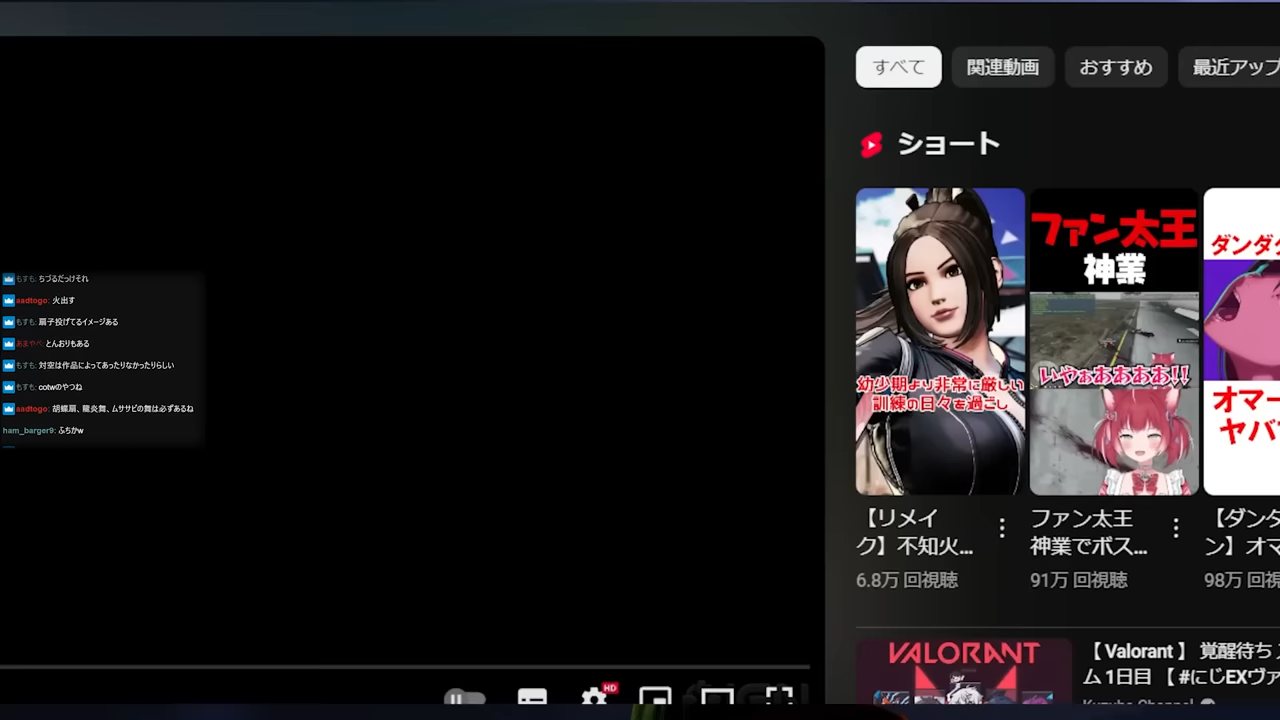 すべて
関連動画
おすすめ
最近アップ
ショート
もすも: ちづるだっけそれ
aadtogo: 火出す
もすも: 扇子投げてるイメージある
あまやべ: とんおりもある
もすも: 対空は作品によってあったりなかったりらしい
もすも: cotwのやつね
aadtogo: 胡蝶扇、龍炎舞、ムササビの舞は必ずあるね
ham_barger9: ふちかw
幼少期より非常に厳しい
訓練の日々を過ごし
ファン太王
神業
いやぁああああ!!
ダンダ
オマー
ヤバ
【リメイ
ク】不知火...
6.8万 回視聴
ファン太王
神業でボス...
91万 回視聴
【ダンダ
ン】オマ
98万 回視
HD
VALORANT
【 Valorant 】 覚醒待ち
ム 1日目 【 #にじEXヴァ
Kuzuha Channel